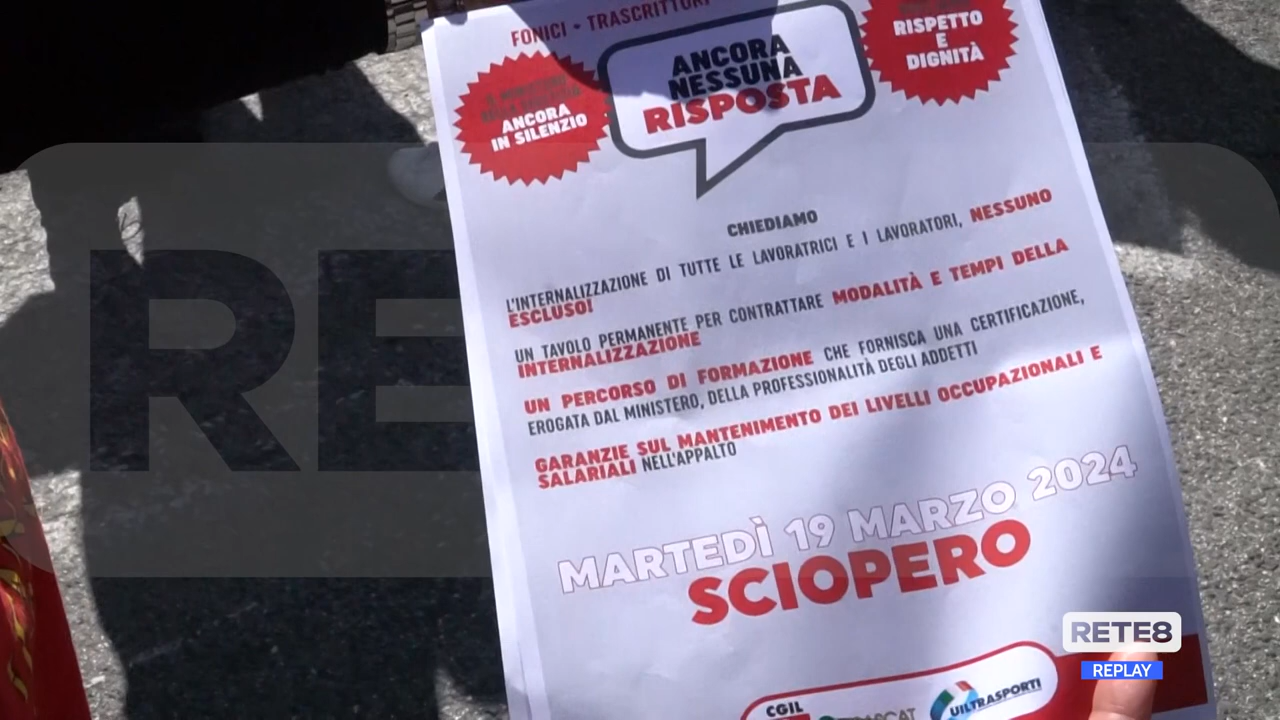 FONICI • TRASCRITTORI
ANCORA
NESSUNA
RISPOSTA
RISPETTO
E
DIGNITÀ
ANCORA
IN SILENZIO
CHIEDIAMO
L'INTERNALIZZAZIONE DI TUTTE LE LAVORATRICI E I LAVORATORI, NESSUNO
ESCLUSO!
UN TAVOLO PERMANENTE PER CONTRATTARE MODALITÀ E TEMPI DELLA
INTERNALIZZAZIONE
UN PERCORSO DI FORMAZIONE CHE FORNISCA UNA CERTIFICAZIONE,
EROGATA DAL MINISTERO, DELLA PROFESSIONALITÀ DEGLI ADDETTI
GARANZIE SUL MANTENIMENTO DEI LIVELLI OCCUPAZIONALI E
SALARIALI NELL'APPALTO
MARTEDÌ 19 MARZO 2024
SCIOPERO
CGIL
UILTRASPORTI
RETE8
REPLAY
RE